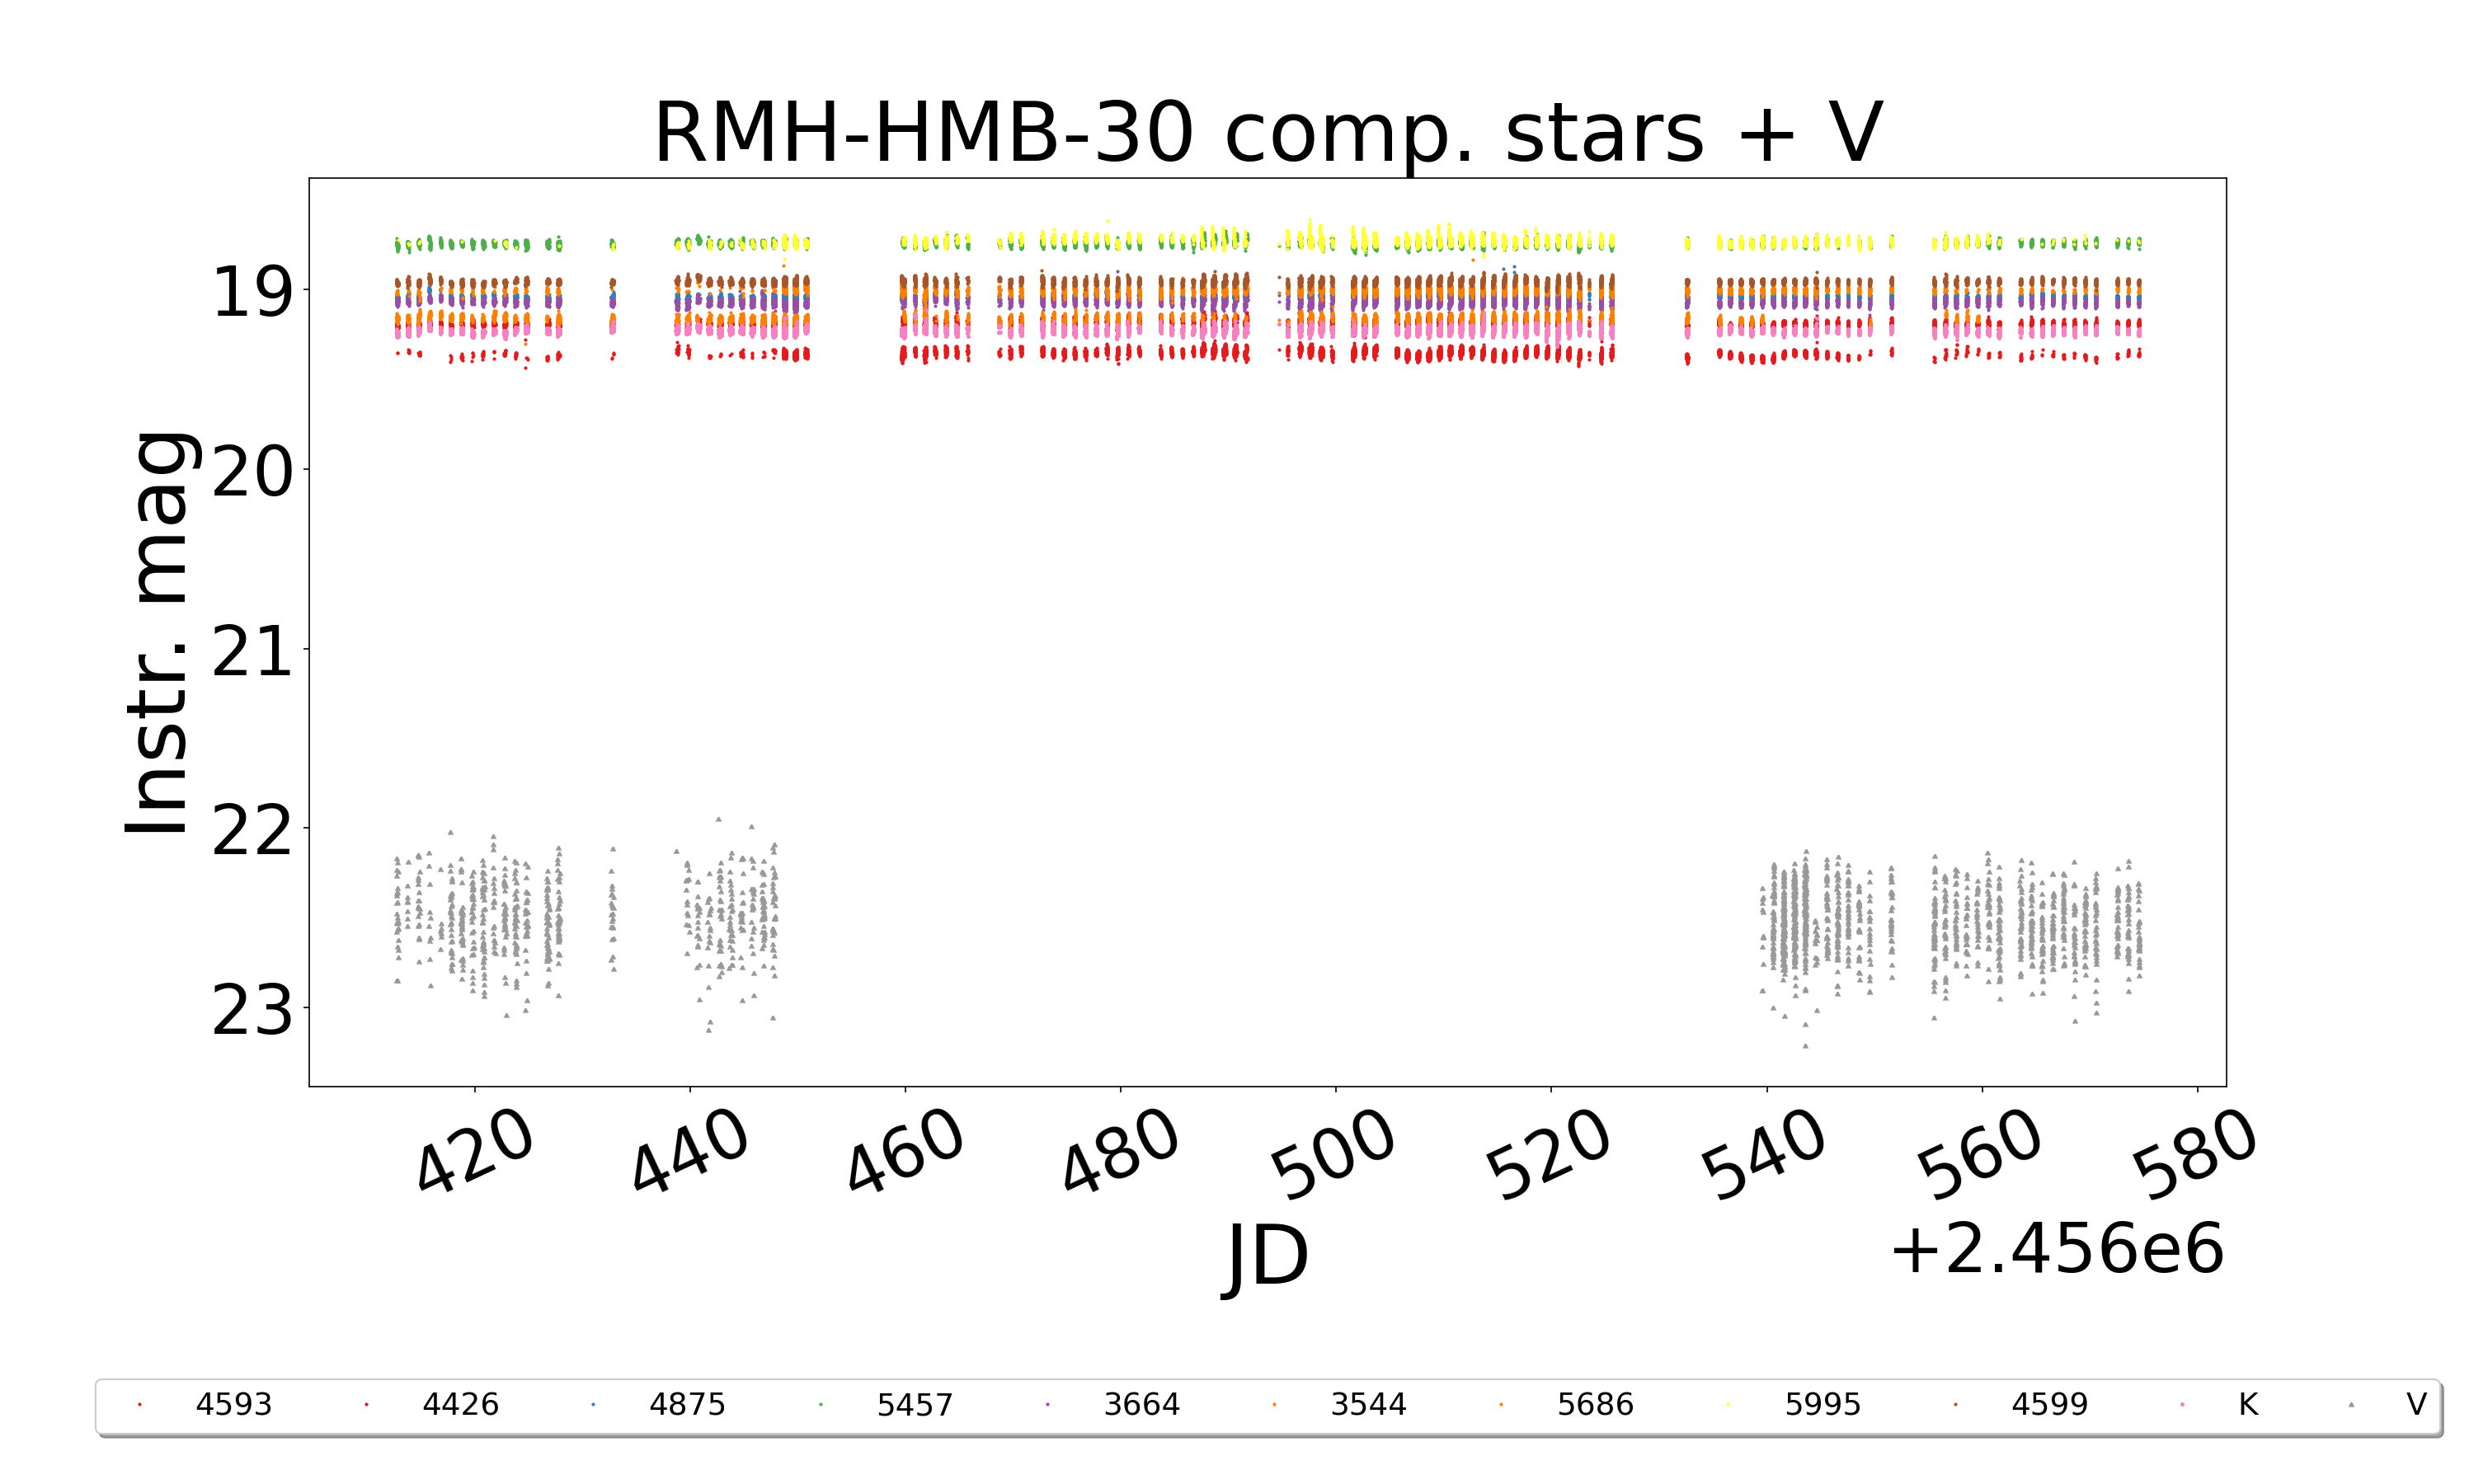 RMH-HMB-30 comp. stars + V
Instr. mag
19
20
21
22
23
420 440 460 480 500 520 540 560 580
JD
+2.456e6
4593 4426 4875 5457 3664 3544 5686 5995 4599 K V